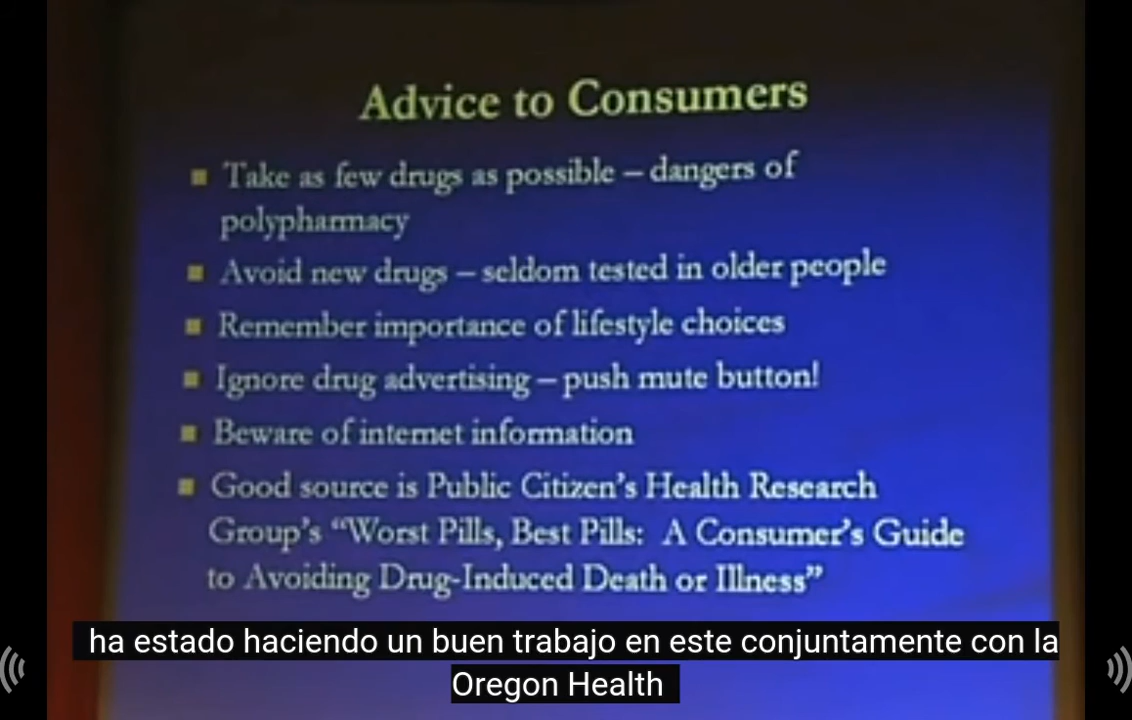 Advice to Consumers
Take as few drugs as possible – dangers of
polypharmacy
Avoid new drugs – seldom tested in older people
Remember importance of lifestyle choices
Ignore drug advertising – push mute button!
Beware of internet information
Good source is Public Citizen's Health Research
Group's "Worst Pills, Best Pills: A Consumer's Guide
to Avoiding Drug-Induced Death or Illness"
ha estado haciendo un buen trabajo en este conjuntamente con la
Oregon Health